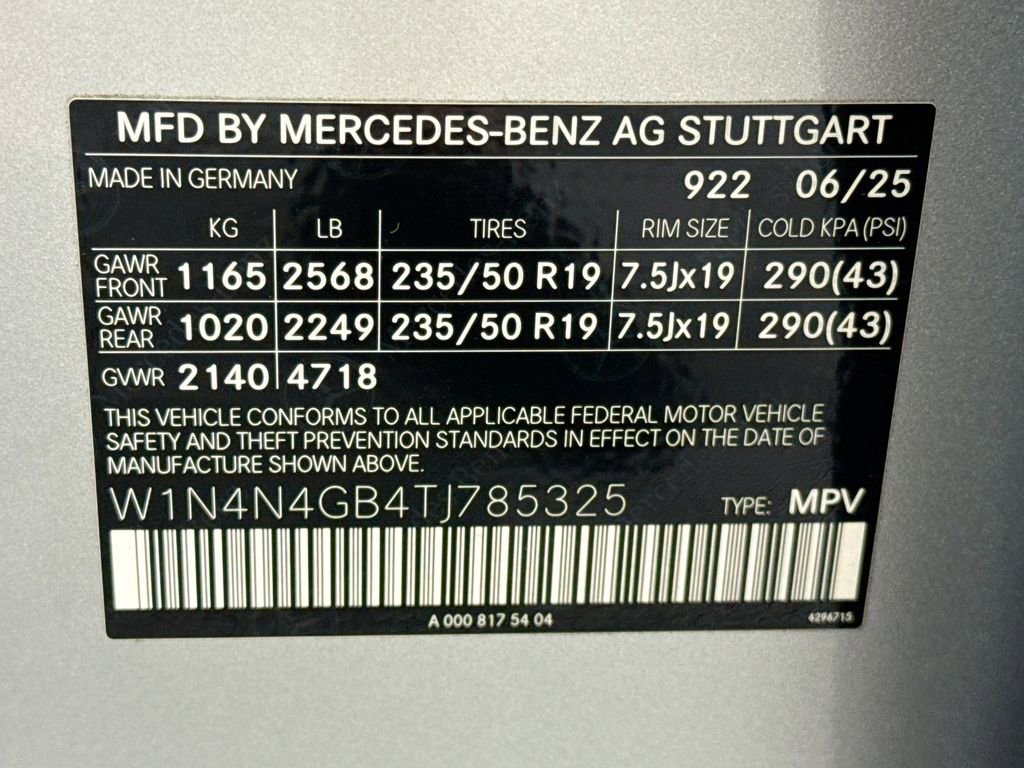 MFD BY MERCEDES-BENZ AG STUTTGART
MADE IN GERMANY 922 06/25
KG LB TIRES RIM SIZE COLD KPA (PSI)
GAWR FRONT 1165 2568 235/50 R19 7.5Jx19 290(43)
GAWR REAR 1020 2249 235/50 R19 7.5Jx19 290(43)
GVWR 2140 4718
THIS VEHICLE CONFORMS TO ALL APPLICABLE FEDERAL MOTOR VEHICLE
SAFETY AND THEFT PREVENTION STANDARDS IN EFFECT ON THE DATE OF
MANUFACTURE SHOWN ABOVE.
W1N4N4GB4TJ785325 TYPE: MPV
A 000 817 54 04 4296715